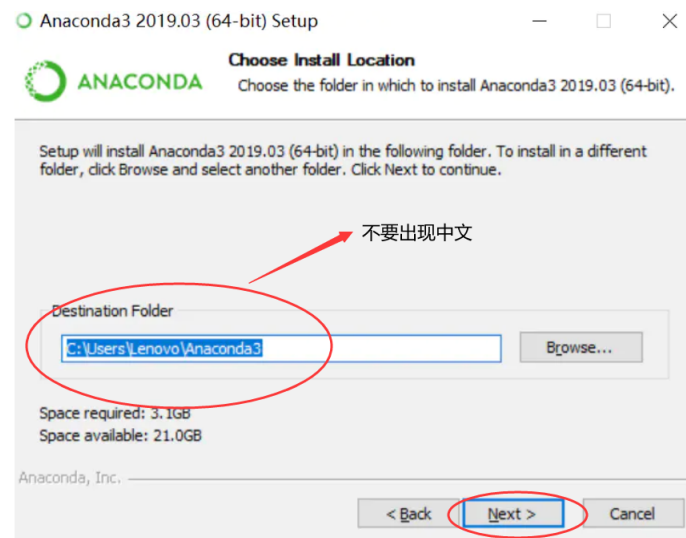 Anaconda3 2019.03 (64-bit) Setup
ANACONDA
Choose Install Location
Choose the folder in which to install Anaconda3 2019.03 (64-bit).
Setup will install Anaconda3 2019.03 (64-bit) in the following folder. To install in a different
folder, click Browse and select another folder. Click Next to continue.
不要出现中文
Destination Folder
C:\Users\Lenovo\Anaconda3
Browse...
Space required: 3.1GB
Space available: 21.0GB
Anaconda, Inc.
< Back
Next >
Cancel